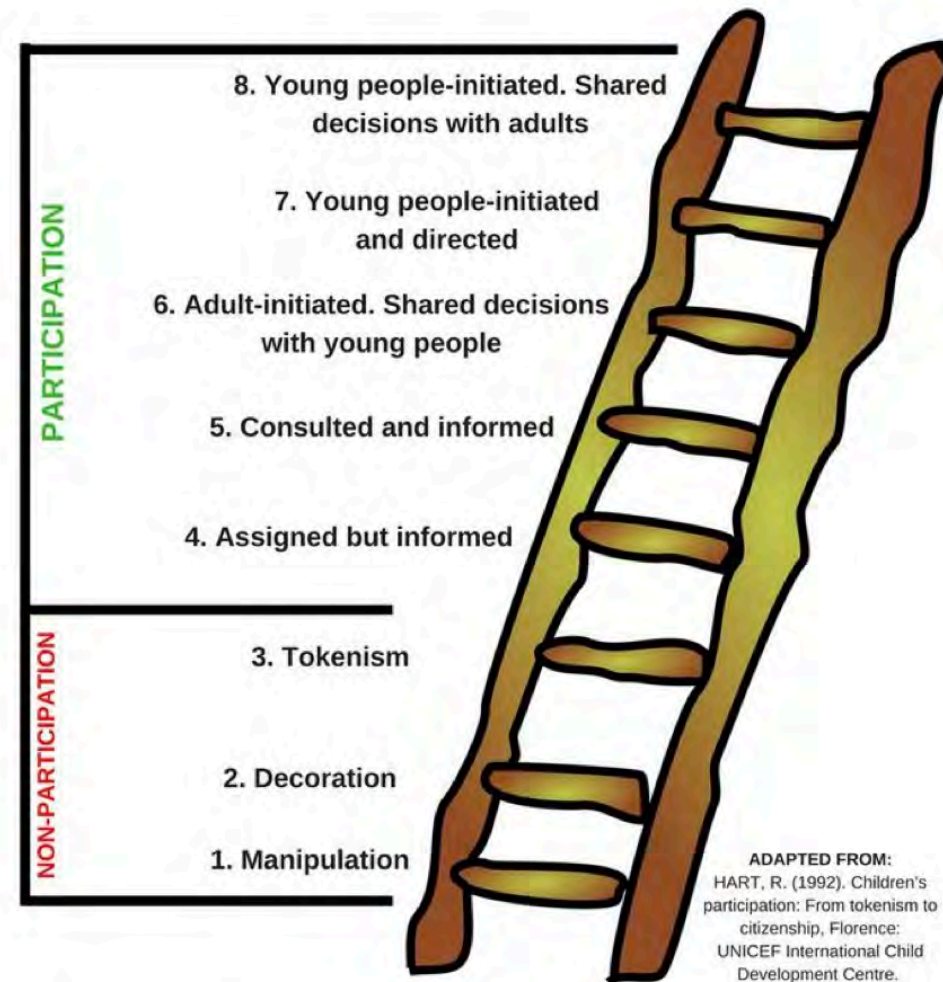 8. Young people-initiated. Shared
decisions with adults
7. Young people-initiated
and directed
6. Adult-initiated. Shared decisions
with young people
5. Consulted and informed
4. Assigned but informed
3. Tokenism
2. Decoration
1. Manipulation
PARTICIPATION
NON-PARTICIPATION
ADAPTED FROM:
HART, R. (1992). Children's
participation: From tokenism to
citizenship, Florence:
UNICEF International Child
Development Centre.